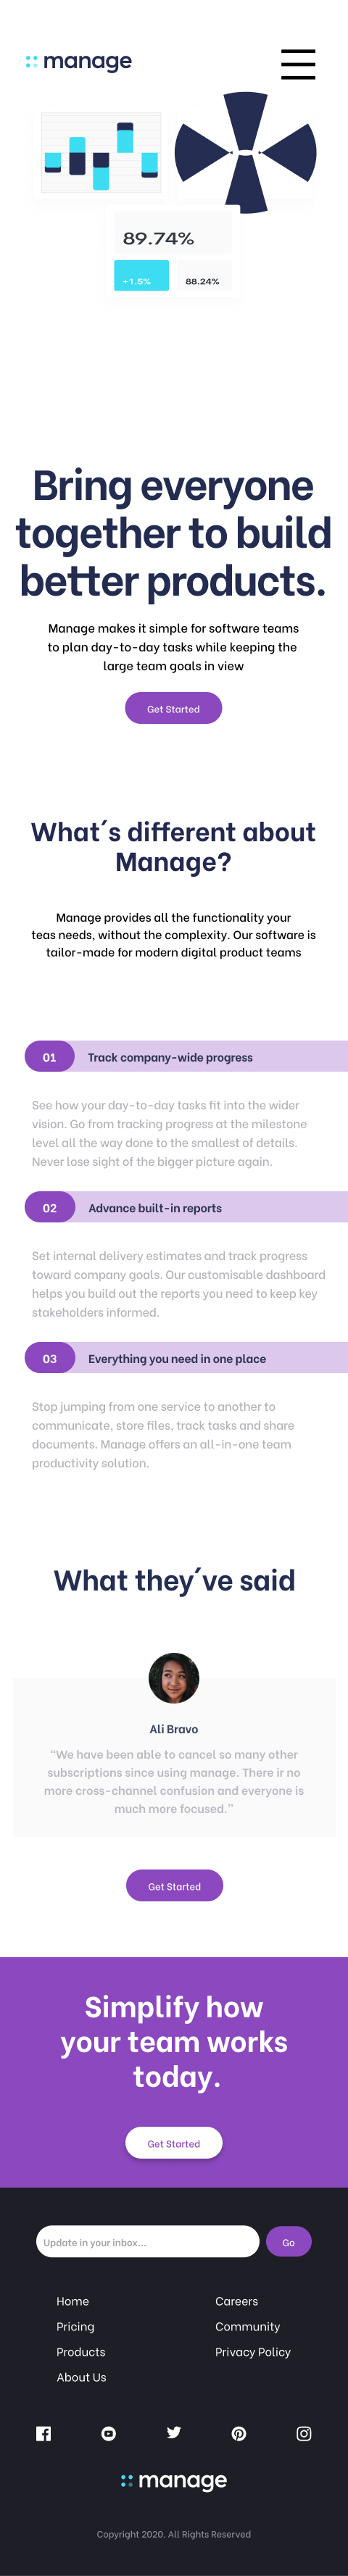 manage
89.74%
+1.5%
88.24%
Bring everyone
together to build
better products.
Manage makes it simple for software teams
to plan day-to-day tasks while keeping the
large team goals in view
Get Started
What´s different about
Manage?
Manage provides all the functionality your
teas needs, without the complexity. Our software is
tailor-made for modern digital product teams
01 Track company-wide progress
See how your day-to-day tasks fit into the wider
vision. Go from tracking progress at the milestone
level all the way done to the smallest of details.
Never lose sight of the bigger picture again.
02 Advance built-in reports
Set internal delivery estimates and track progress
toward company goals. Our customisable dashboard
helps you build out the reports you need to keep key
stakeholders informed.
03 Everything you need in one place
Stop jumping from one service to another to
communicate, store files, track tasks and share
documents. Manage offers an all-in-one team
productivity solution.
What they´ve said
Ali Bravo
“We have been able to cancel so many other
subscriptions since using manage. There ir no
more cross-channel confusion and everyone is
much more focused.”
Get Started
Simplify how
your team works
today.
Get Started
Update in your inbox...
Go
Home
Pricing
Products
About Us
Careers
Community
Privacy Policy
manage
Copyright 2020. All Rights Reserved